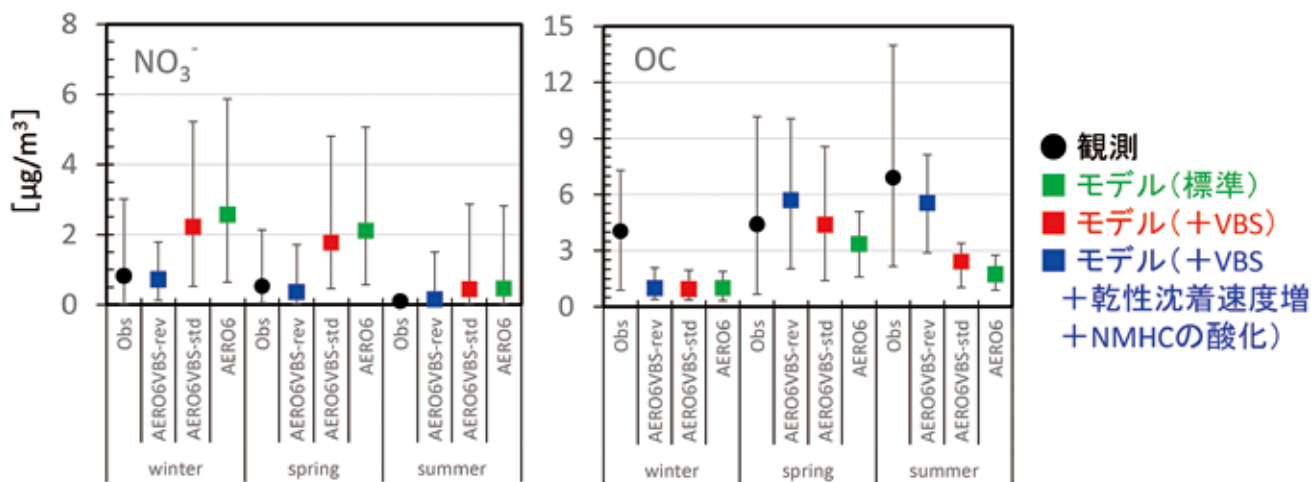 [μg/m³]
8
6
4
2
0
NO₃⁻
Obs
AERO6VBS-rev
AERO6VBS-std
AERO6
Obs
AERO6VBS-rev
AERO6VBS-std
AERO6
Obs
AERO6VBS-rev
AERO6VBS-std
AERO6
winter spring summer
15
12
9
6
3
0
OC
Obs
AERO6VBS-rev
AERO6VBS-std
AERO6
Obs
AERO6VBS-rev
AERO6VBS-std
AERO6
Obs
AERO6VBS-rev
AERO6VBS-std
AERO6
winter spring summer
観測
モデル(標準)
モデル(+VBS)
モデル(+VBS
+乾性沈着速度増
+NMHCの酸化)